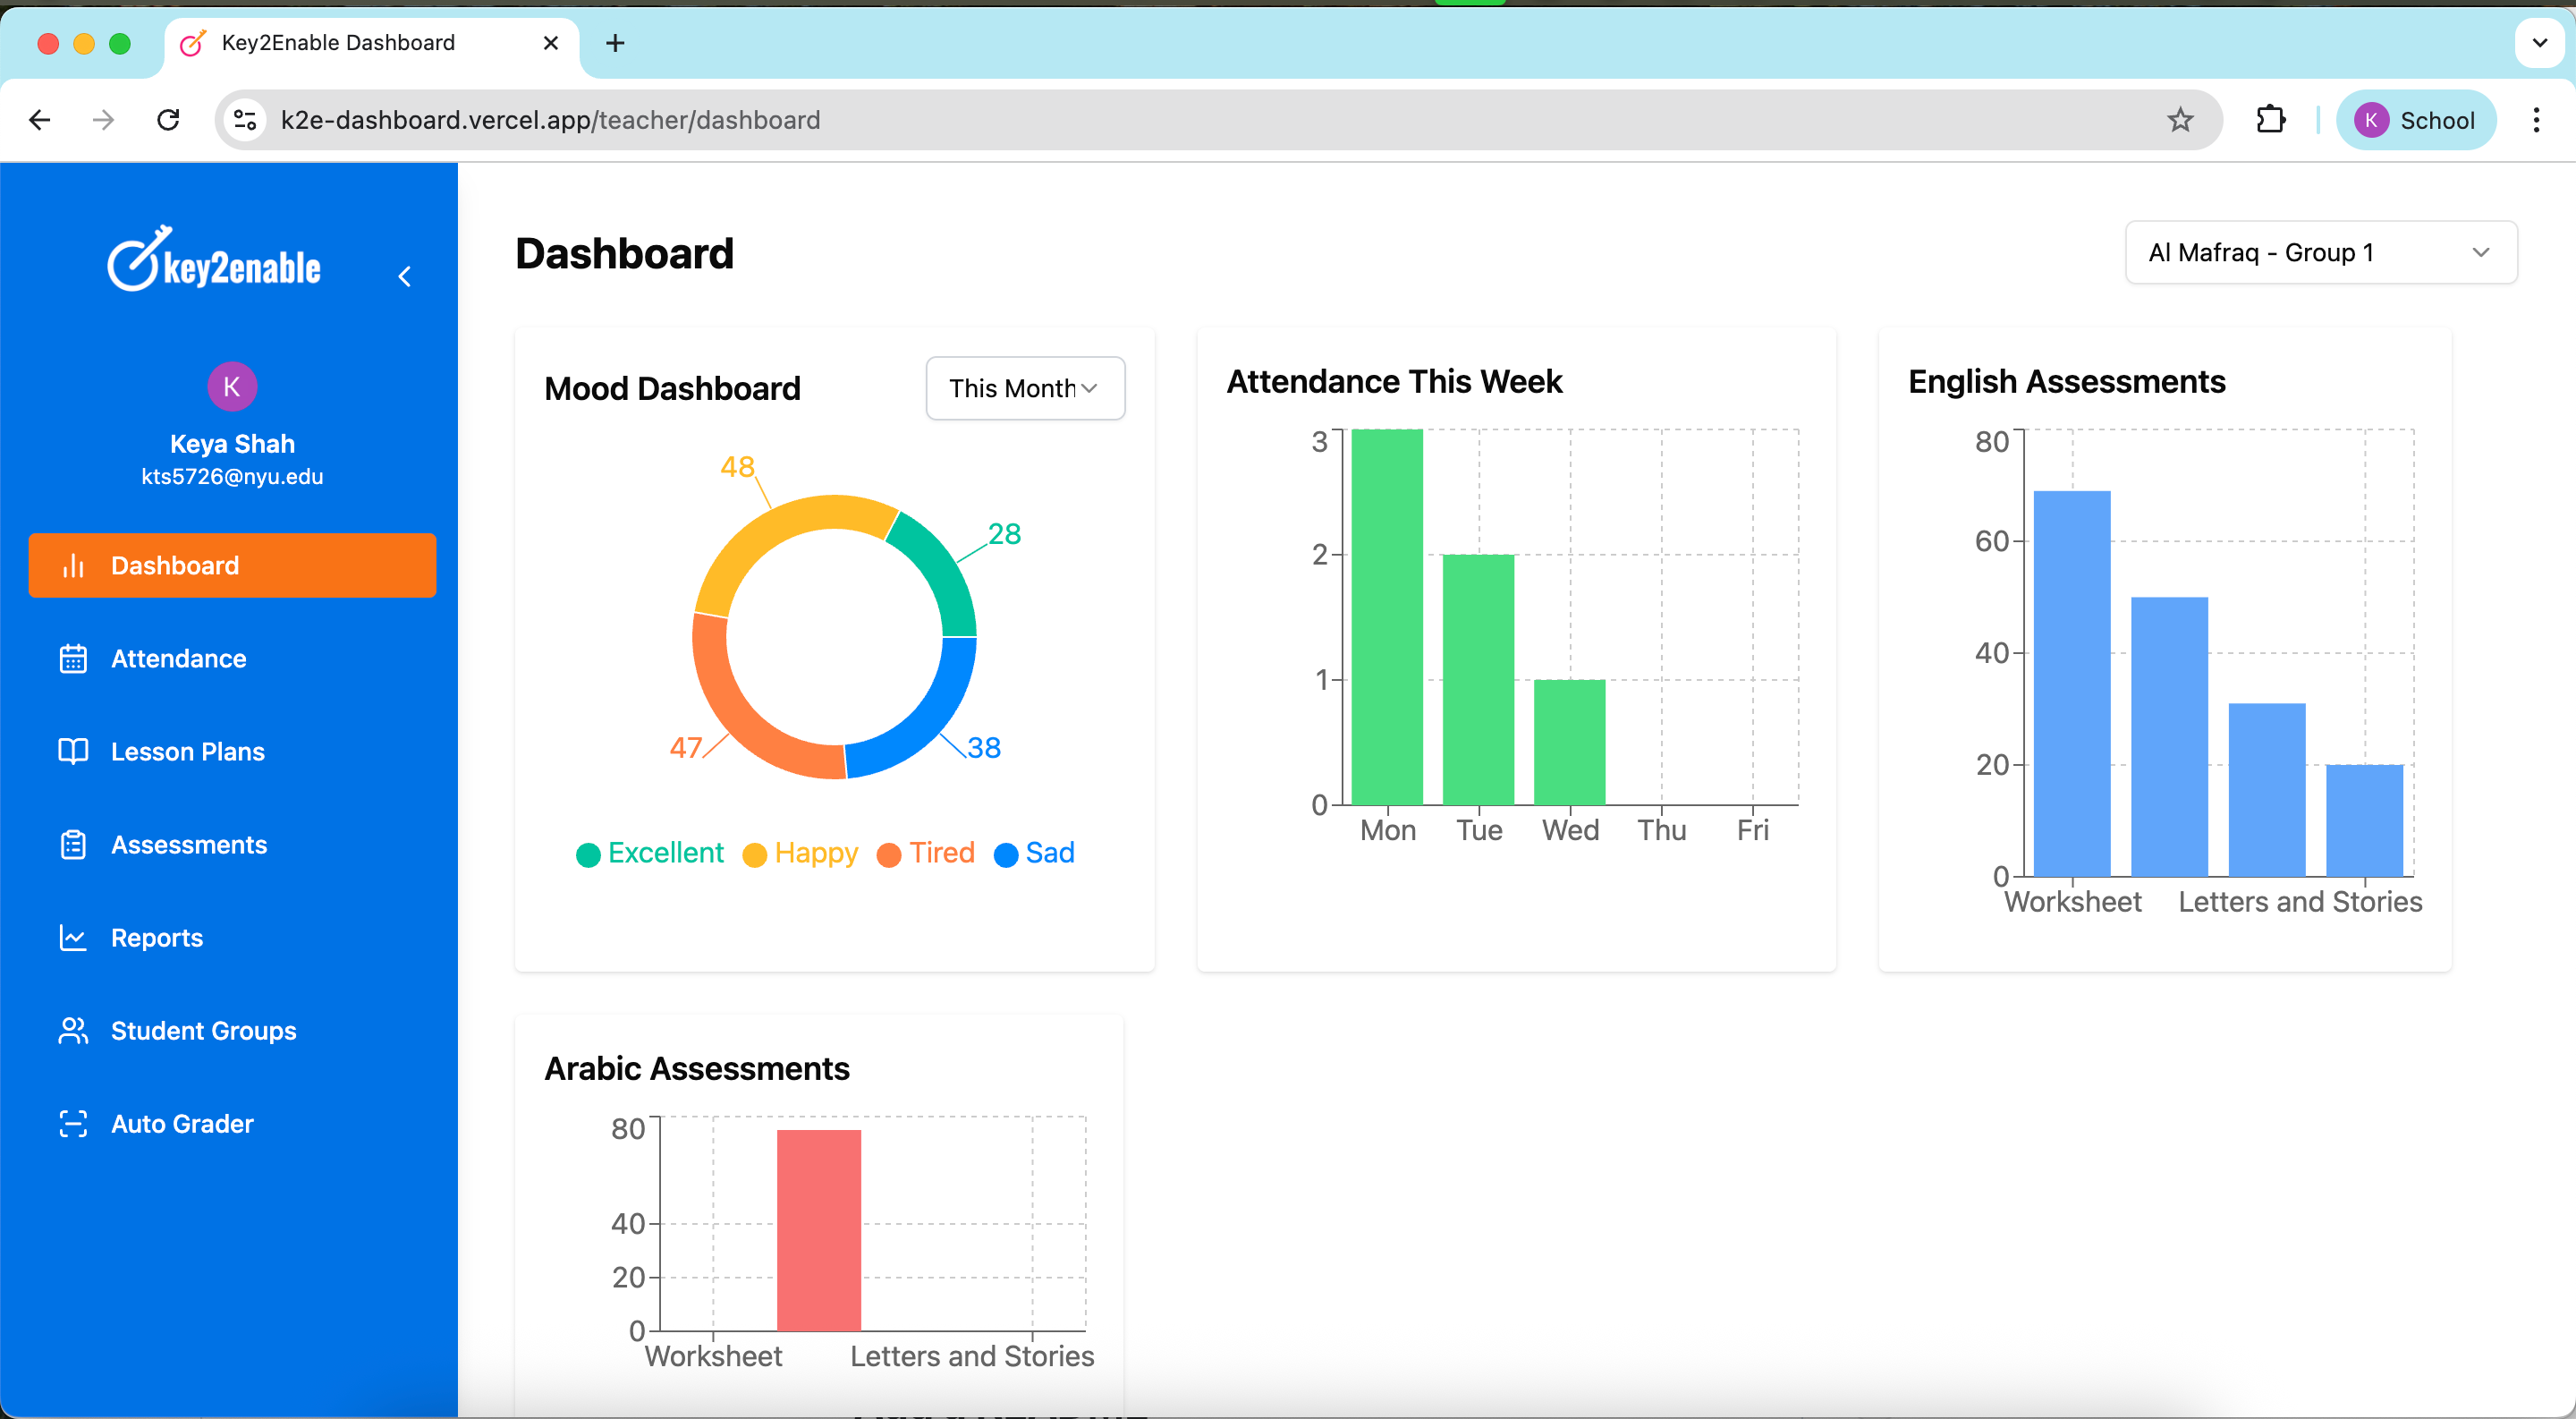 Key2Enable Dashboard
k2e-dashboard.vercel.app/teacher/dashboard
K School
key2enable
K
Keya Shah
kts5726@nyu.edu
Dashboard
Attendance
Lesson Plans
Assessments
Reports
Student Groups
Auto Grader
Dashboard
Al Mafraq - Group 1
Mood Dashboard
This Month
48
28
47
38
Excellent Happy Tired Sad
Attendance This Week
3
2
1
0
Mon Tue Wed Thu Fri
English Assessments
80
60
40
20
0
Worksheet Letters and Stories
Arabic Assessments
80
40
20
0
Worksheet Letters and Stories